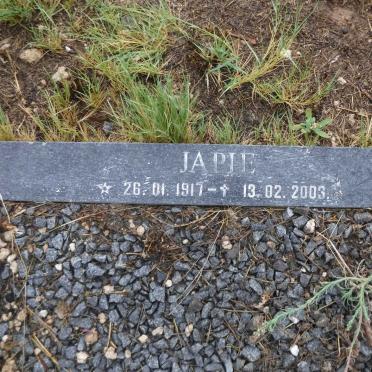 JAPIE
☆ 26. 01. 1917 - ✝ 13. 02. 2003